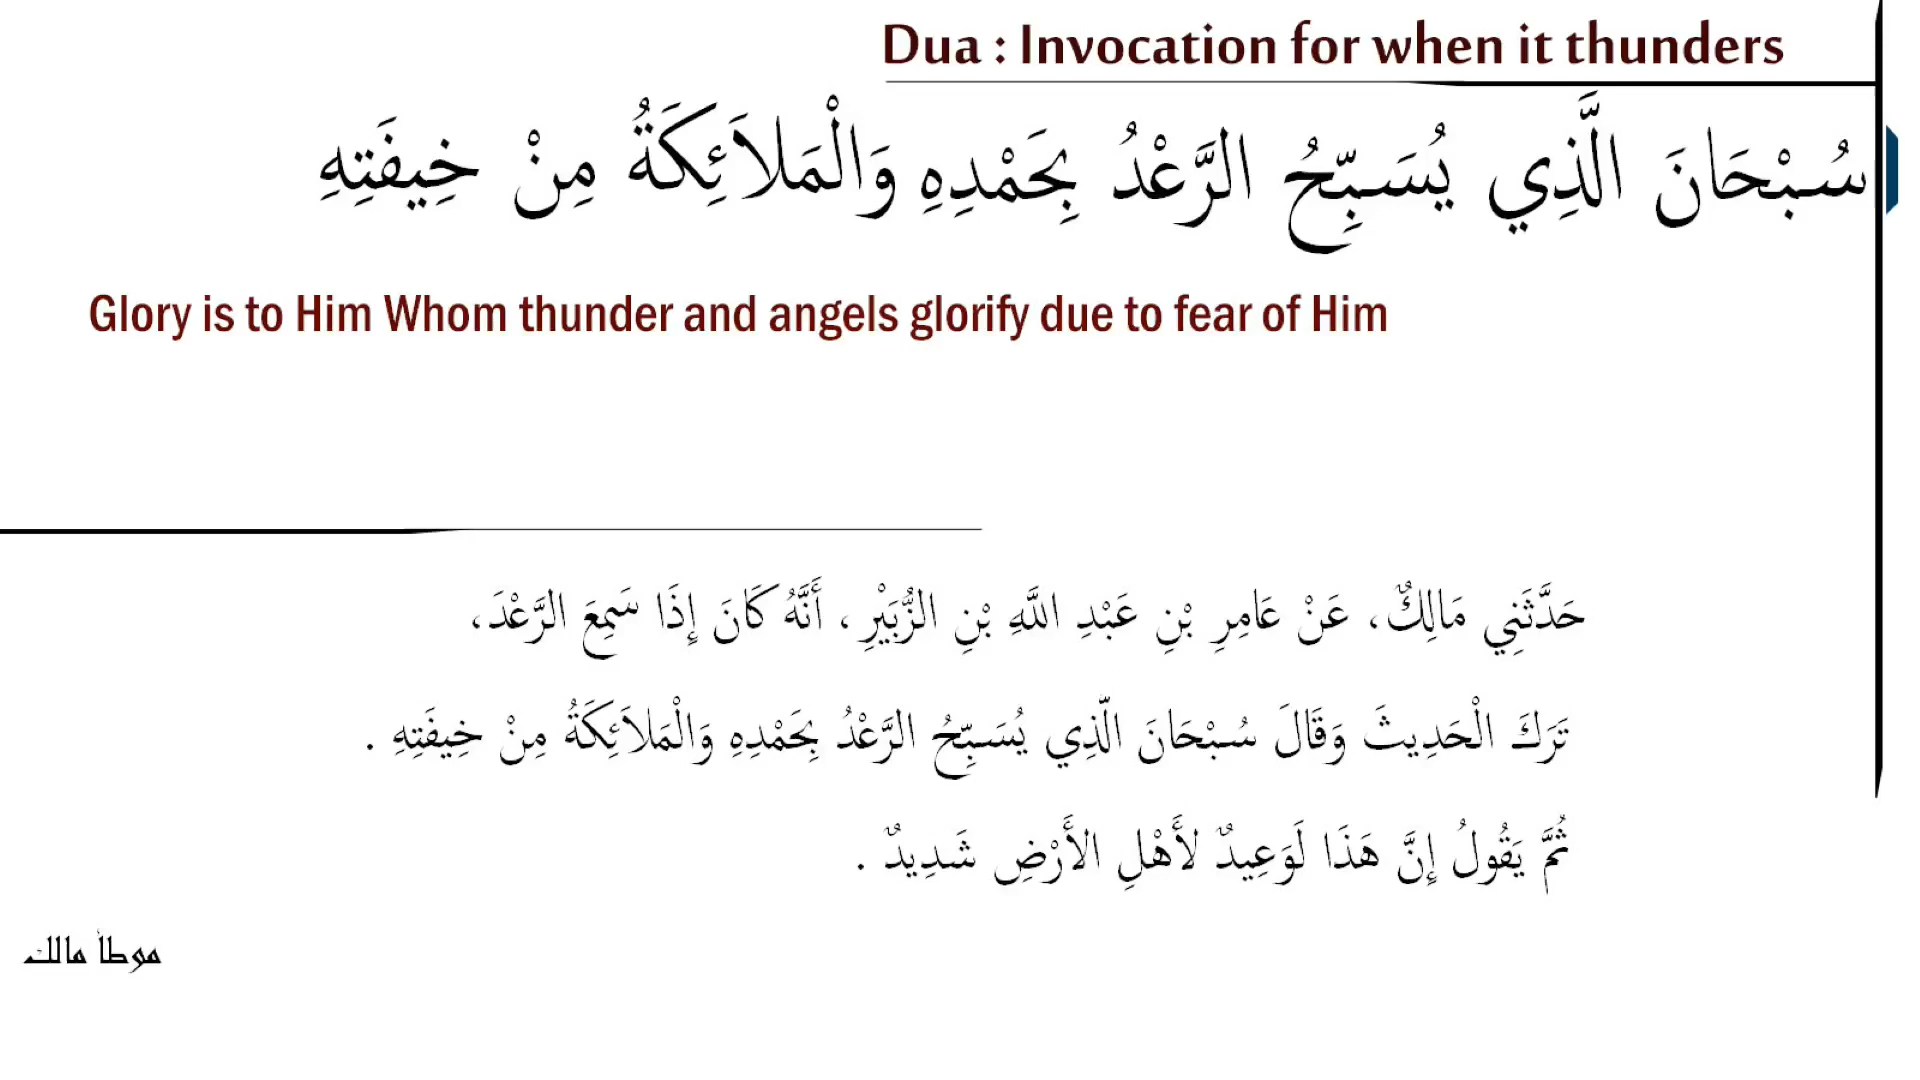 Dua : Invocation for when it thunders
سُبْحَانَ الَّذِي يُسَبِّحُ الرَّعْدُ بِحَمْدِهِ وَالْمَلاَئِكَةُ مِنْ خِيفَتِهِ
Glory is to Him Whom thunder and angels glorify due to fear of Him
حَدَّثَنِي مَالِكٌ، عَنْ عَامِرِ بْنِ عَبْدِ اللَّهِ بْنِ الزُّبَيْرِ، أَنَّهُ كَانَ إِذَا سَمِعَ الرَّعْدَ،
تَرَكَ الْحَدِيثَ وَقَالَ سُبْحَانَ الَّذِي يُسَبِّحُ الرَّعْدُ بِحَمْدِهِ وَالْمَلاَئِكَةُ مِنْ خِيفَتِهِ .
ثُمَّ يَقُولُ إِنَّ هَذَا لَوَعِيدٌ لأَهْلِ الأَرْضِ شَدِيدٌ .
موطأ مالك